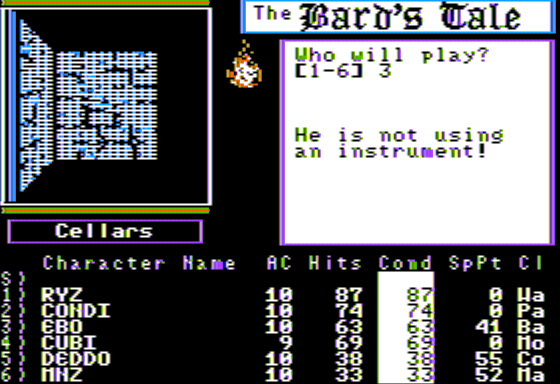 The Bard's Tale
Who will play?
[1-6] 3
He is not using
an instrument!
Cellars
Character Name AC Hits Cond SpPt Cl
S)
1) RYZ 10 87 87 0 Wa
2) CONDI 10 74 74 0 Pa
3) EBO 10 63 63 41 Ba
4) CUBI 9 69 69 0 Mo
5) DEDDO 10 38 38 55 Co
6) MNZ 10 33 33 52 Ma